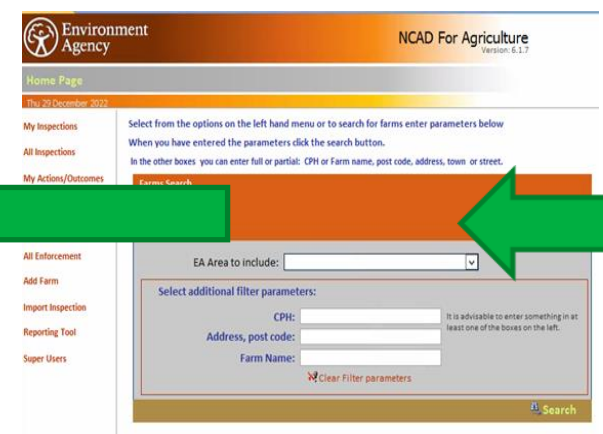 Environment
Agency
NCAD For Agriculture
Version: 6.1.7
Home Page
Thu 29 December 2022
My Inspections
All Inspections
My Actions/Outcomes
All Enforcement
Add Farm
Import Inspection
Reporting Tool
Super Users
Select from the options on the left hand menu or to search for farms enter parameters below
When you have entered the parameters click the search button.
In the other boxes you can enter full or partial: CPH or Farm name, post code, address, town or street.
Farms Search
EA Area to include:
Select additional filter parameters:
CPH:
Address, post code:
Farm Name:
It is advisable to enter something in at
least one of the boxes on the left.
Clear Filter parameters
Search